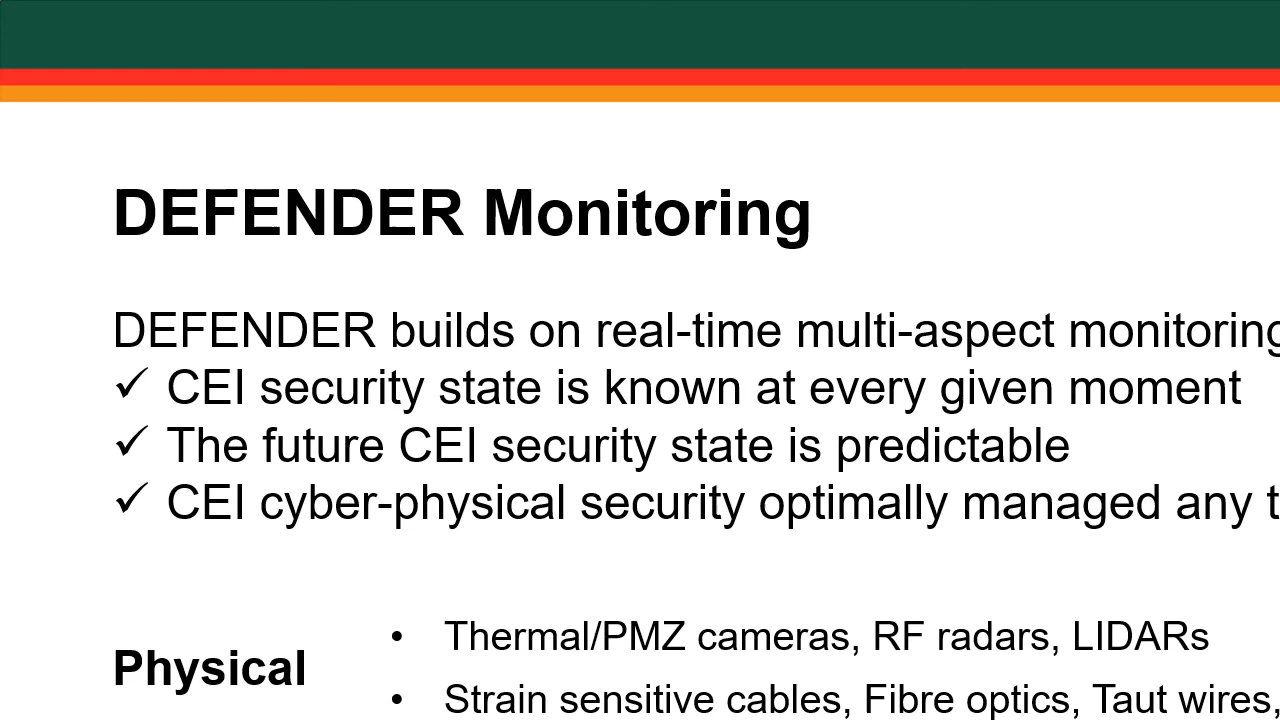 DEFENDER Monitoring
DEFENDER builds on real-time multi-aspect monitoring
✓ CEI security state is known at every given moment
✓ The future CEI security state is predictable
✓ CEI cyber-physical security optimally managed any
• Thermal/PMZ cameras, RF radars, LIDARs
Physical
• Strain sensitive cables, Fibre optics, Taut wires,